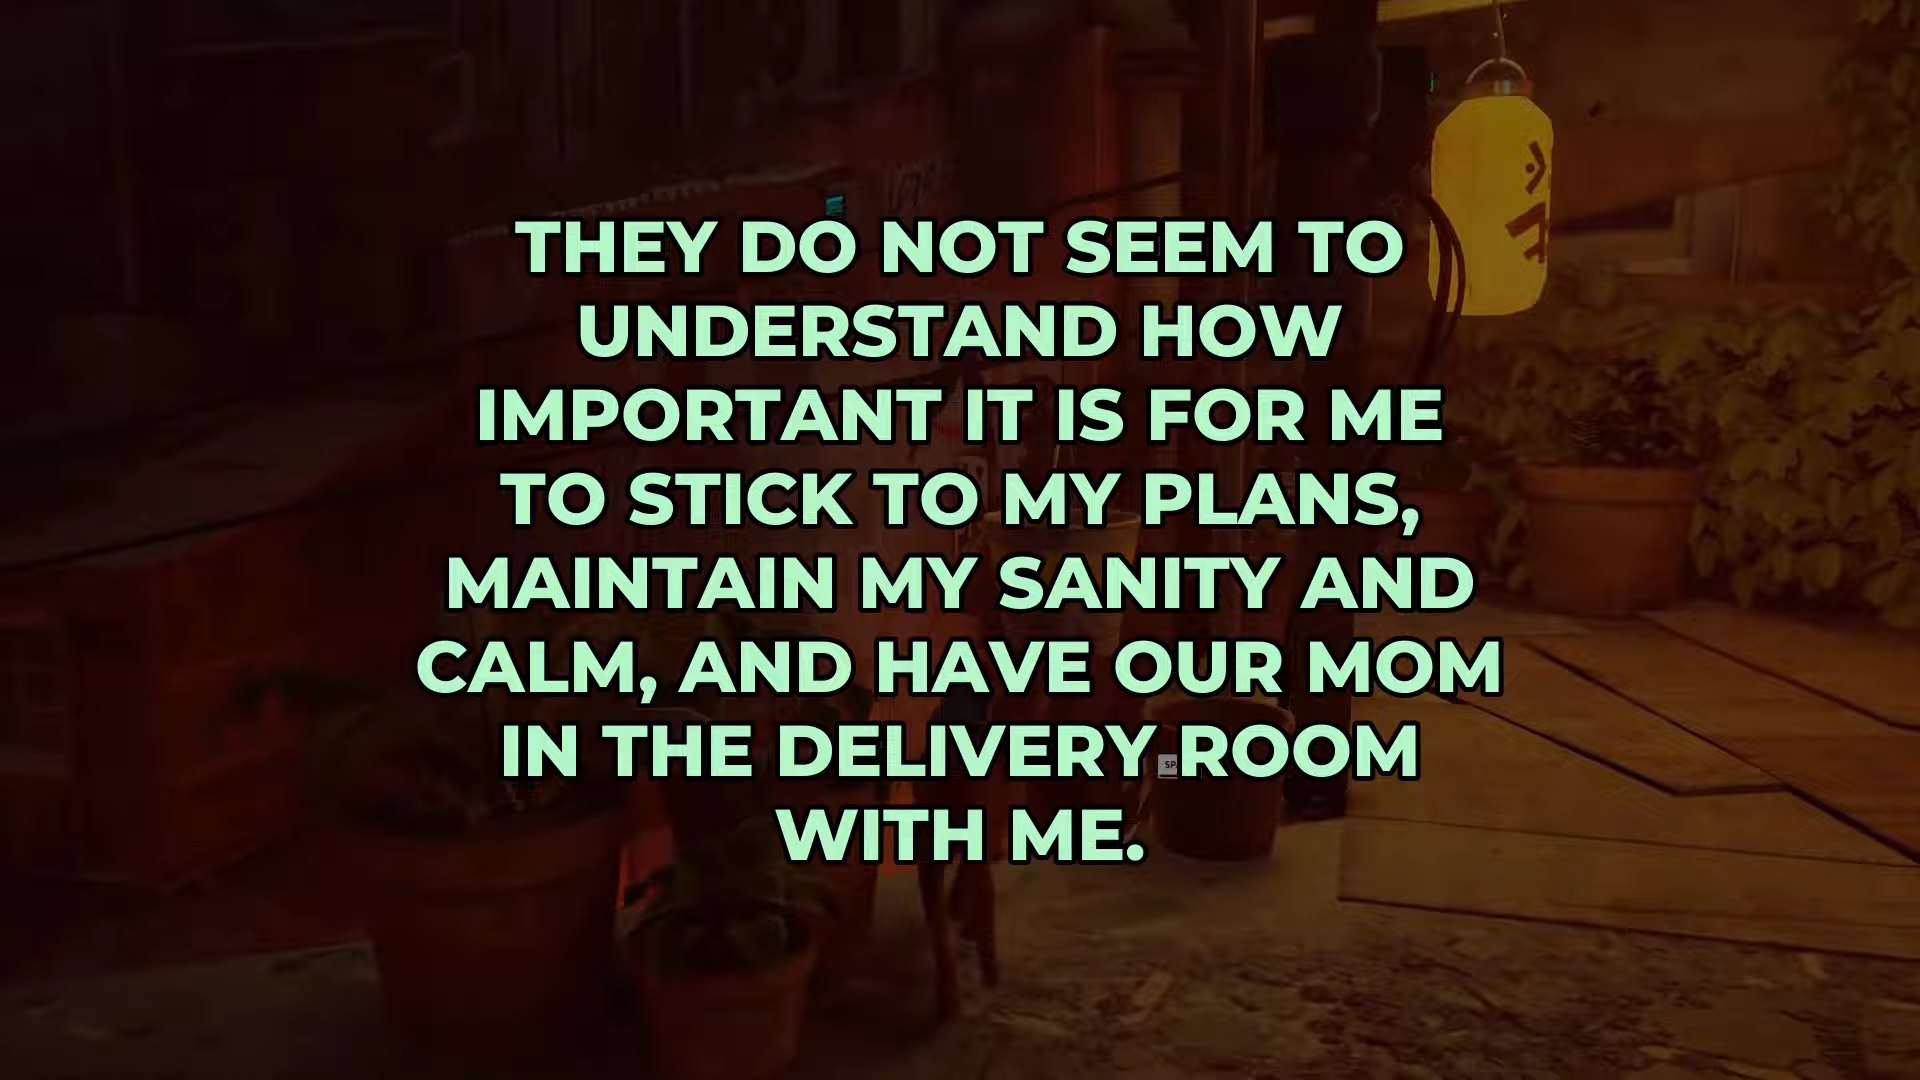 THEY DO NOT SEEM TO
UNDERSTAND HOW
IMPORTANT IT IS FOR ME
TO STICK TO MY PLANS,
MAINTAIN MY SANITY AND
CALM, AND HAVE OUR MOM
IN THE DELIVERY ROOM
WITH ME.